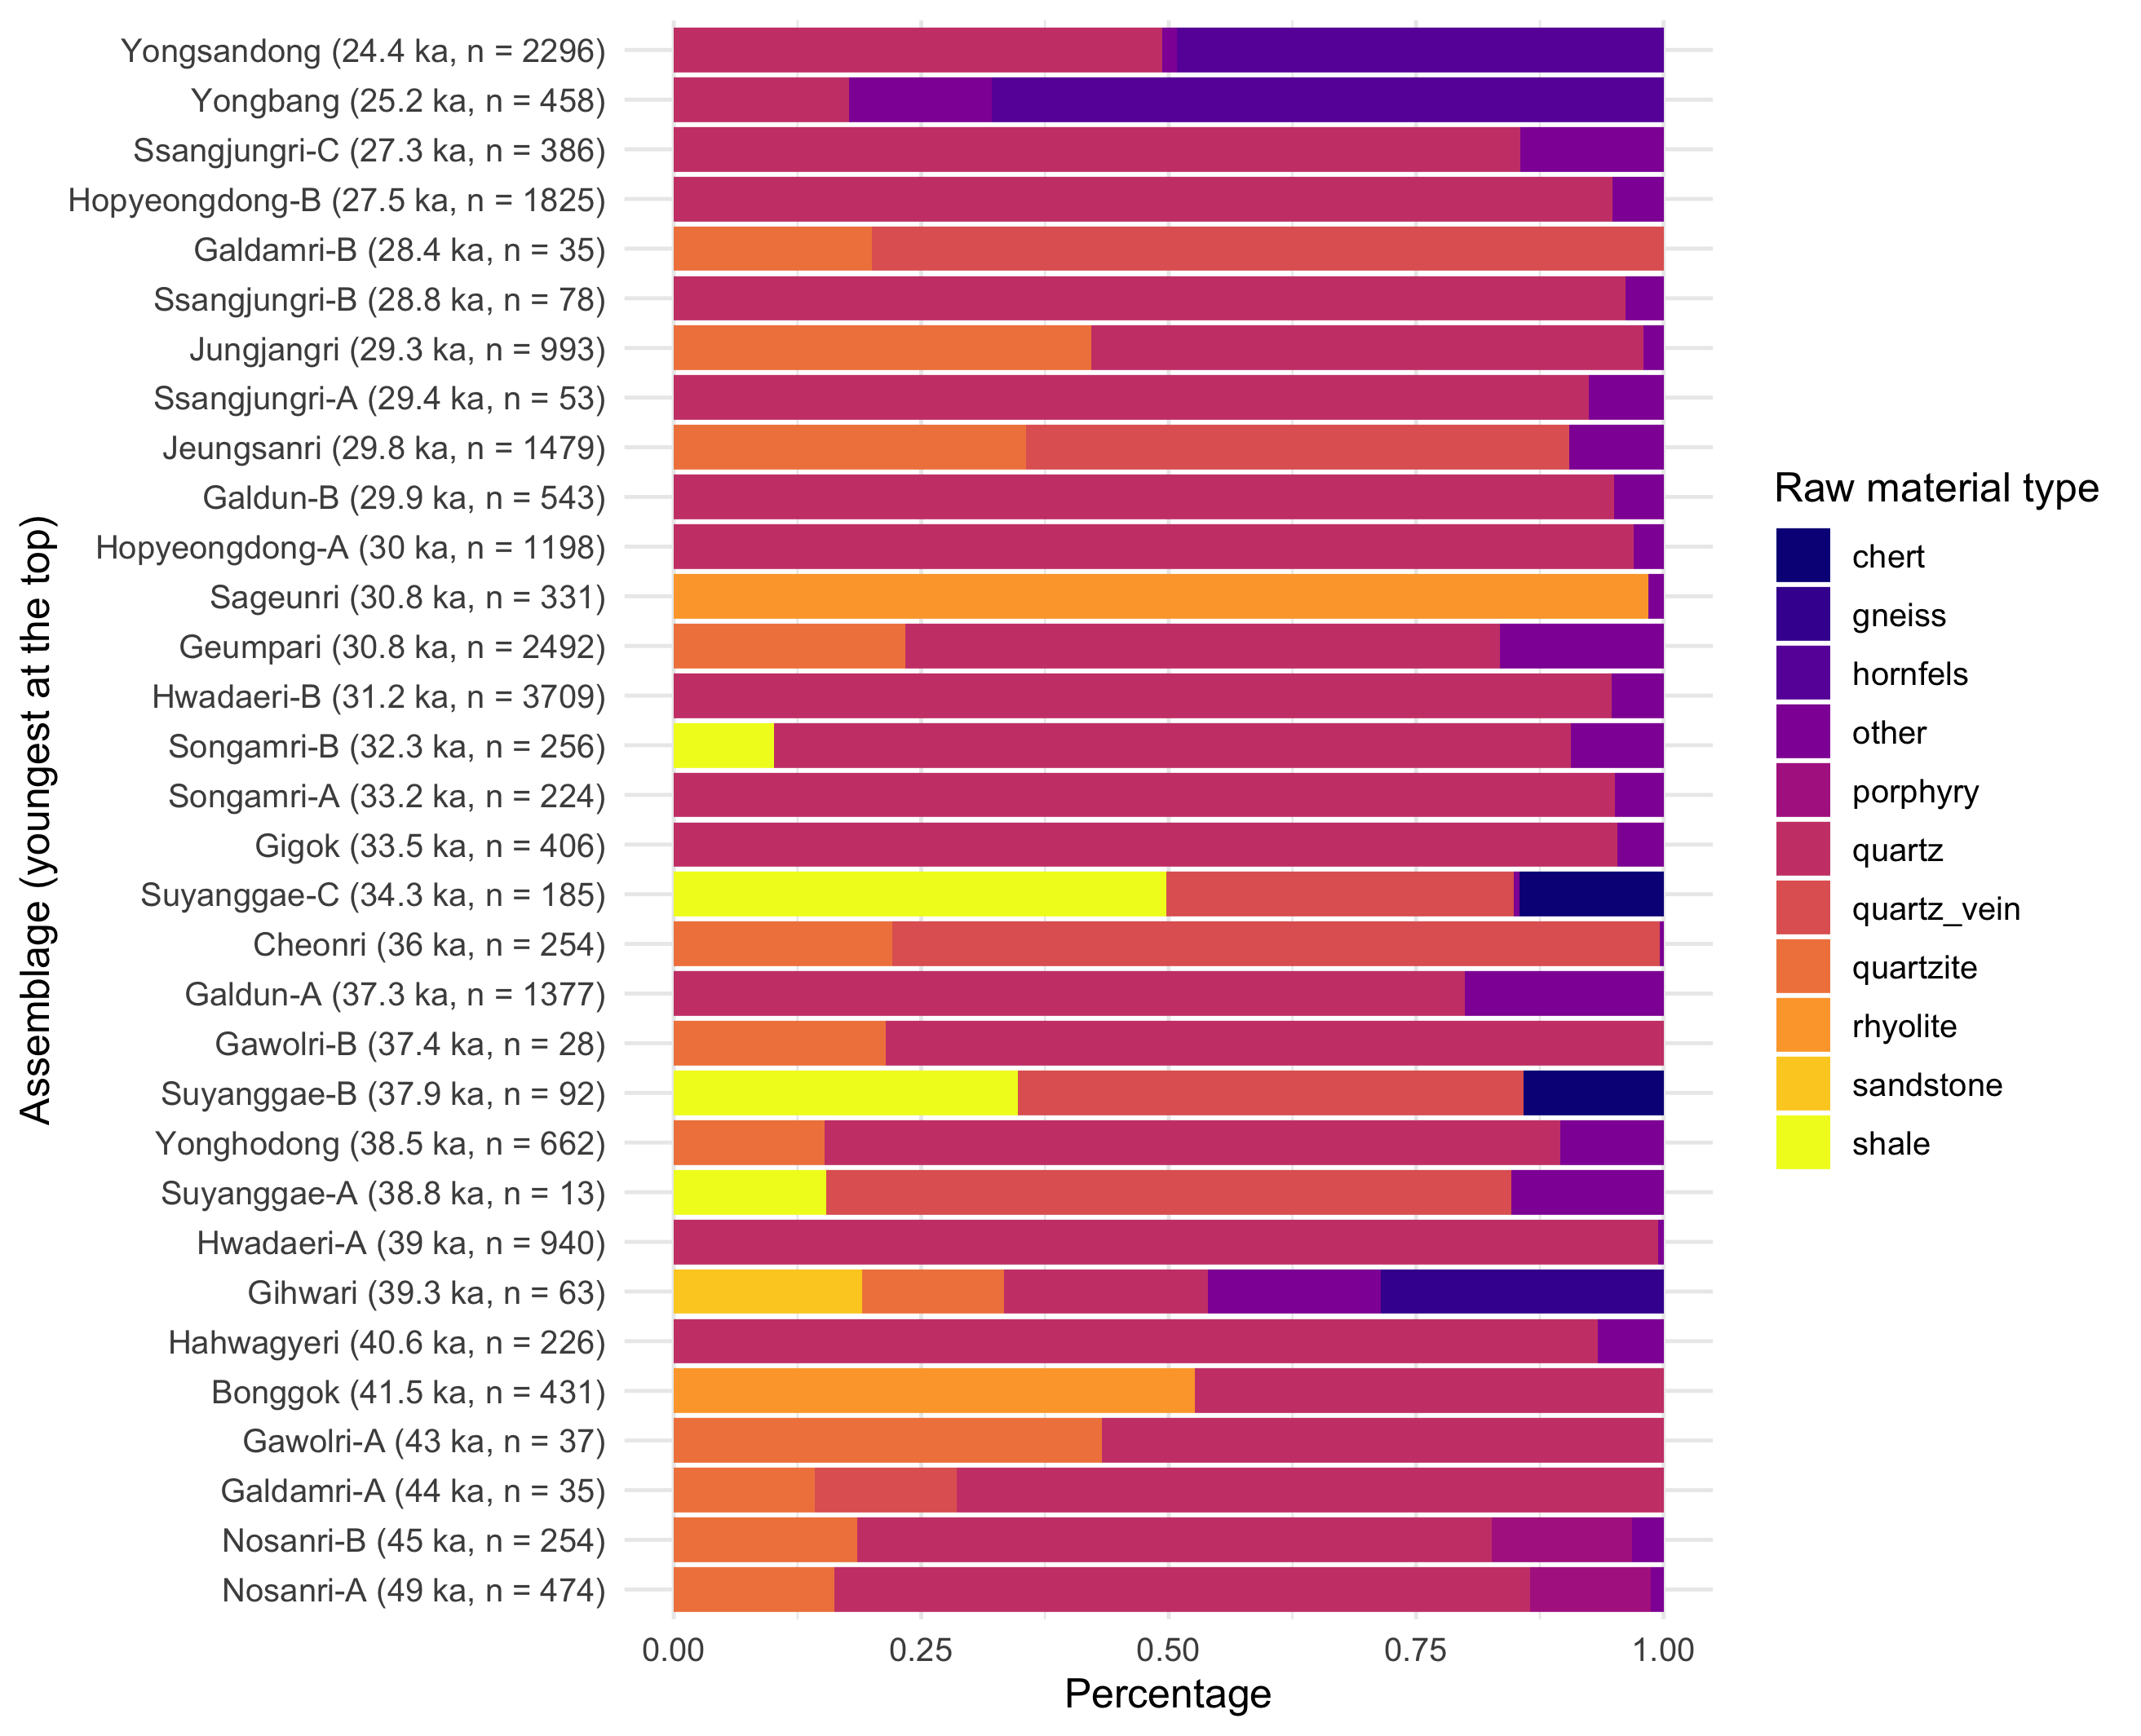 Assemblage (youngest at the top)
Yongsandong (24.4 ka, n = 2296)
Yongbang (25.2 ka, n = 458)
Ssangjungri-C (27.3 ka, n = 386)
Hopyeongdong-B (27.5 ka, n = 1825)
Galdamri-B (28.4 ka, n = 35)
Ssangjungri-B (28.8 ka, n = 78)
Jungjangri (29.3 ka, n = 993)
Ssangjungri-A (29.4 ka, n = 53)
Jeungsanri (29.8 ka, n = 1479)
Galdun-B (29.9 ka, n = 543)
Hopyeongdong-A (30 ka, n = 1198)
Sageunri (30.8 ka, n = 331)
Geumpari (30.8 ka, n = 2492)
Hwadaeri-B (31.2 ka, n = 3709)
Songamri-B (32.3 ka, n = 256)
Songamri-A (33.2 ka, n = 224)
Gigok (33.5 ka, n = 406)
Suyanggae-C (34.3 ka, n = 185)
Cheonri (36 ka, n = 254)
Galdun-A (37.3 ka, n = 1377)
Gawolri-B (37.4 ka, n = 28)
Suyanggae-B (37.9 ka, n = 92)
Yonghodong (38.5 ka, n = 662)
Suyanggae-A (38.8 ka, n = 13)
Hwadaeri-A (39 ka, n = 940)
Gihwari (39.3 ka, n = 63)
Hahwagyeri (40.6 ka, n = 226)
Bonggok (41.5 ka, n = 431)
Gawolri-A (43 ka, n = 37)
Galdamri-A (44 ka, n = 35)
Nosanri-B (45 ka, n = 254)
Nosanri-A (49 ka, n = 474)
0.00 0.25 0.50 0.75 1.00
Percentage
Raw material type
chert
gneiss
hornfels
other
porphyry
quartz
quartz_vein
quartzite
rhyolite
sandstone
shale